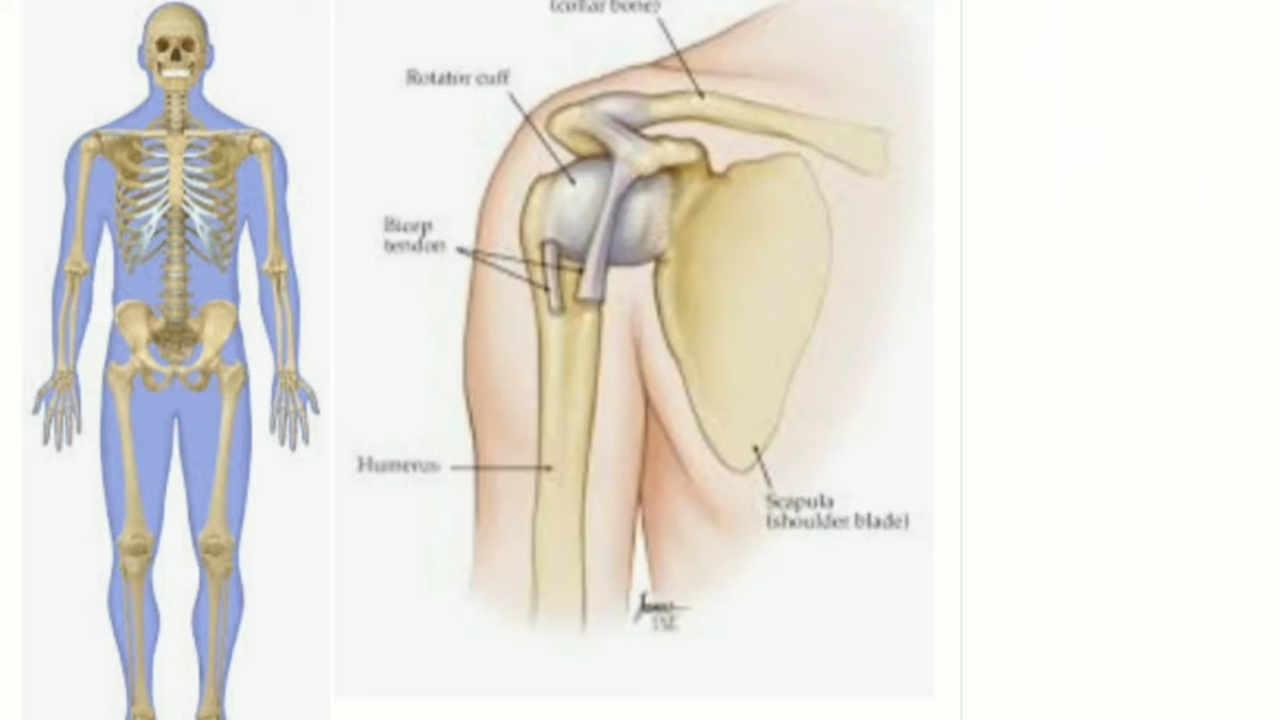 (collar bone)
Rotator cuff
Bicep
tendon
Humerus
Scapula
(shoulder blade)